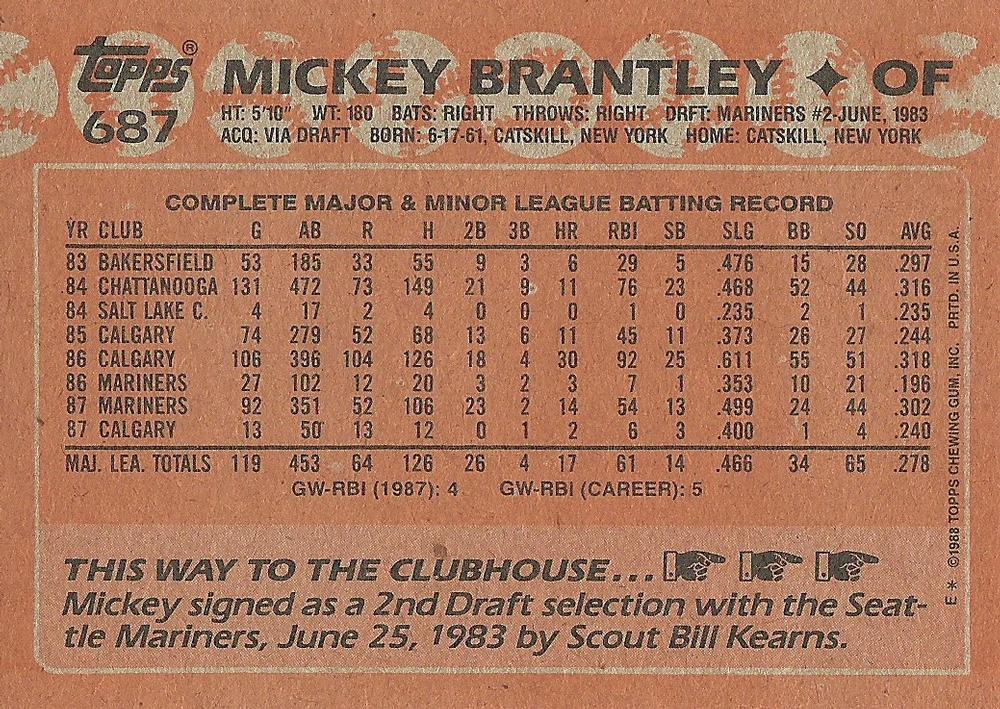 Topps®
687
MICKEY BRANTLEY ✦ OF
HT: 5'10" WT: 180 BATS: RIGHT THROWS: RIGHT DRFT: MARINERS #2-JUNE, 1983
ACQ: VIA DRAFT BORN: 6-17-61, CATSKILL, NEW YORK HOME: CATSKILL, NEW YORK
COMPLETE MAJOR & MINOR LEAGUE BATTING RECORD
YR CLUB G AB R H 2B 3B HR RBI SB SLG BB SO AVG
83 BAKERSFIELD 53 185 33 55 9 3 6 29 5 .476 15 28 .297
84 CHATTANOOGA 131 472 73 149 21 9 11 76 23 .468 52 44 .316
84 SALT LAKE C. 4 17 2 4 0 0 0 1 0 .235 2 1 .235
85 CALGARY 74 279 52 68 13 6 11 45 11 .373 26 27 .244
86 CALGARY 106 396 104 126 18 4 30 92 25 .611 55 51 .318
86 MARINERS 27 102 12 20 3 2 3 7 1 .353 10 21 .196
87 MARINERS 92 351 52 106 23 2 14 54 13 .499 24 44 .302
87 CALGARY 13 50 13 12 0 1 2 6 3 .400 1 4 .240
MAJ. LEA. TOTALS 119 453 64 126 26 4 17 61 14 .466 34 65 .278
GW-RBI (1987): 4 GW-RBI (CAREER): 5
THIS WAY TO THE CLUBHOUSE...
Mickey signed as a 2nd Draft selection with the Seat-
tle Mariners, June 25, 1983 by Scout Bill Kearns.
E * ©1988 TOPPS CHEWING GUM, INC. PRTD. IN U.S.A.